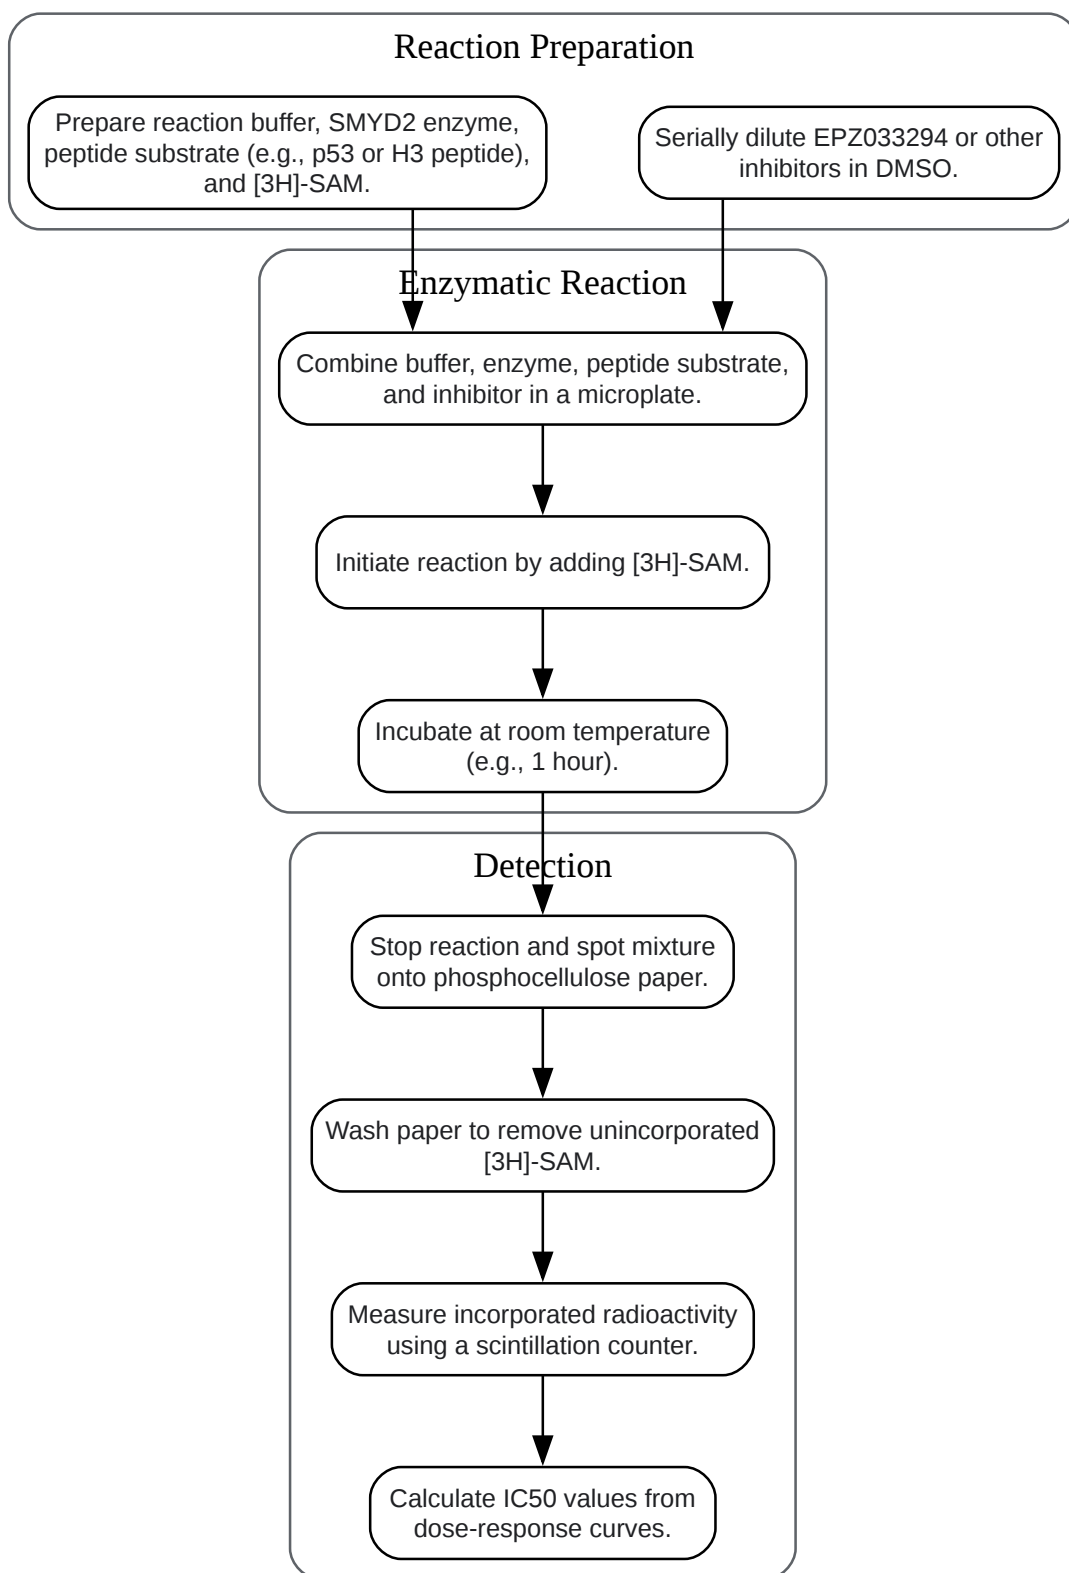 Reaction Preparation
Prepare reaction buffer, SMYD2 enzyme,
peptide substrate (e.g., p53 or H3 peptide),
and [3H]-SAM.
Serially dilute EPZ033294 or other
inhibitors in DMSO.
Enzymatic Reaction
Combine buffer, enzyme, peptide substrate,
and inhibitor in a microplate.
Initiate reaction by adding [3H]-SAM.
Incubate at room temperature
(e.g., 1 hour).
Detection
Stop reaction and spot mixture
onto phosphocellulose paper.
Wash paper to remove unincorporated
[3H]-SAM.
Measure incorporated radioactivity
using a scintillation counter.
Calculate IC50 values from
dose-response curves.